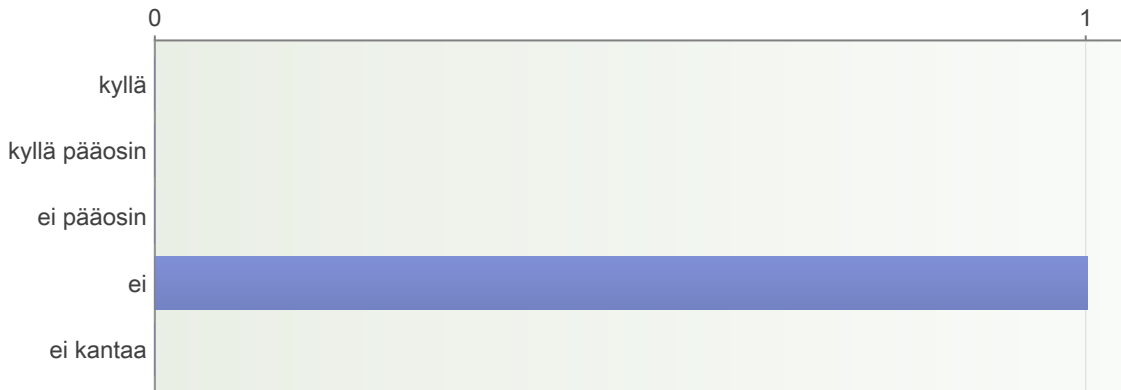 0 1
kyllä
kyllä pääosin
ei pääosin
ei
ei kantaa